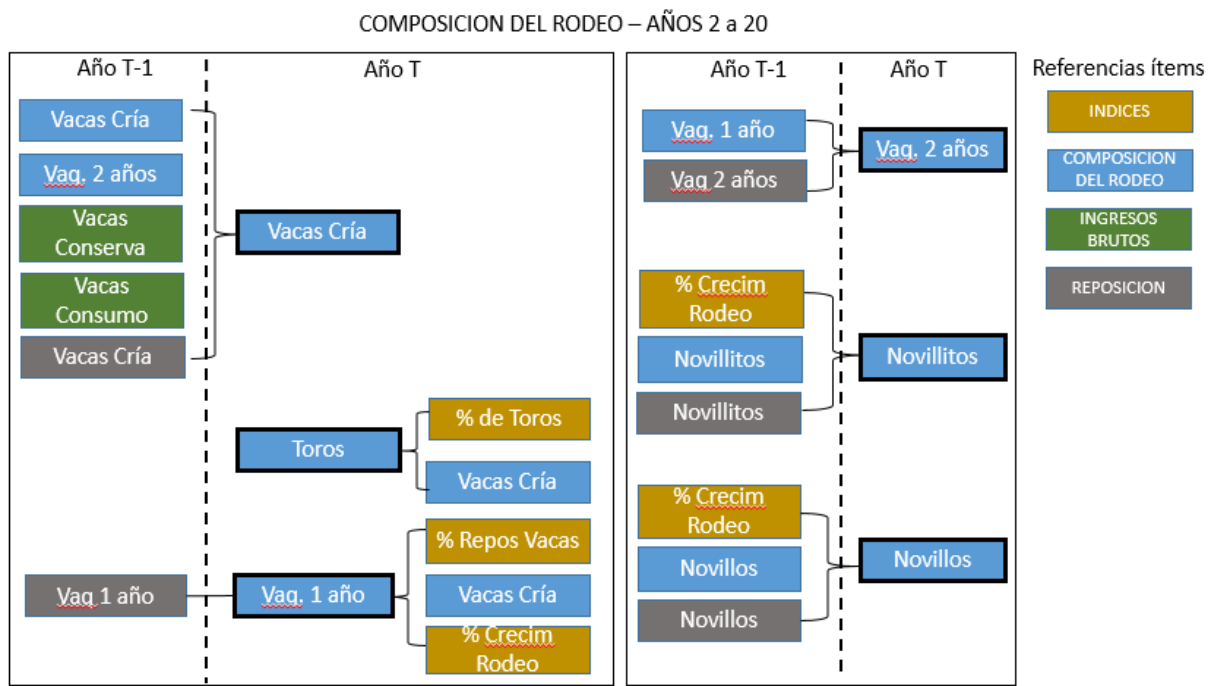 COMPOSICION DEL RODEO – AÑOS 2 a 20
Año T-1
Año T
Vacas Cría
Vaq. 2 años
Vacas
Conserva
Vacas
Consumo
Vacas Cría
Vacas Cría
Toros
% de Toros
Vacas Cría
Vaq 1 año
Vaq. 1 año
% Repos Vacas
Vacas Cría
% Crecim
Rodeo
Año T-1
Año T
Vaq. 1 año
Vaq 2 años
Vaq. 2 años
% Crecim
Rodeo
Novillitos
Novillitos
Novillitos
% Crecim
Rodeo
Novillos
Novillos
Novillos
Referencias ítems
INDICES
COMPOSICION
DEL RODEO
INGRESOS
BRUTOS
REPOSICION